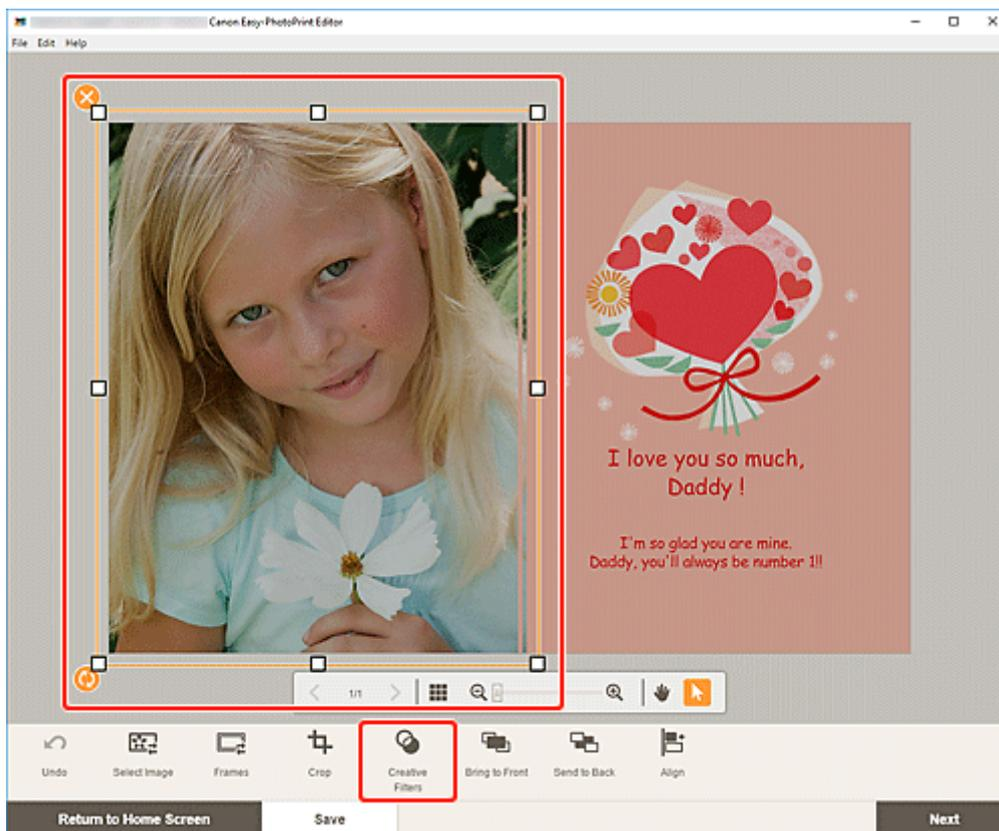 Canon Easy-PhotoPrint Editor
File Edit Help
I love you so much,
Daddy !
I'm so glad you are mine.
Daddy, you'll always be number 1!!
1/1
Undo
Select Image
Frames
Crop
Creative
Filters
Bring to Front
Send to Back
Align
Return to Home Screen
Save
Next